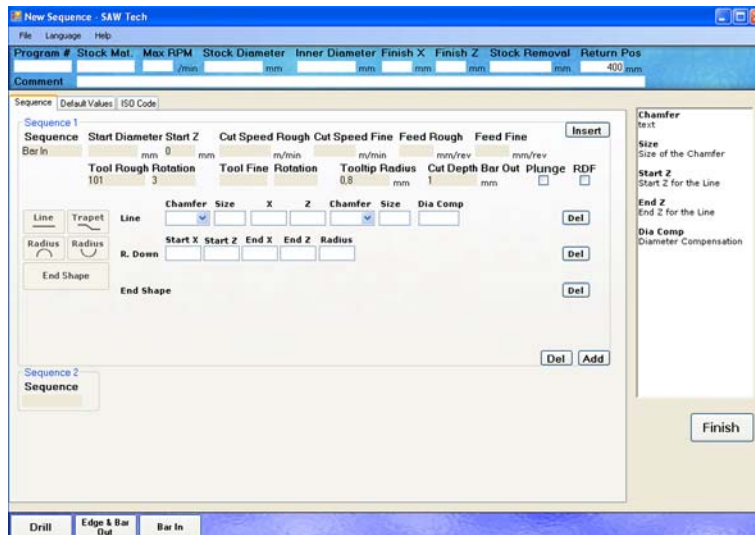 New Sequence - SAW Tech
File Language Help
Program # Stock Mat. Max RPM Stock Diameter Inner Diameter Finish X Finish Z Stock Removal Return Pos
/min mm mm mm mm mm 400 mm
Comment
Sequence Default Values ISO Code
Sequence 1
Insert
Sequence Start Diameter Start Z Cut Speed Rough Cut Speed Fine Feed Rough Feed Fine
Bar In mm 0 mm m/min m/min mm/rev mm/rev
Tool Rough Rotation Tool Fine Rotation Tooltip Radius Cut Depth Bar Out Plunge RDF
101 3 0,8 mm 1 mm
Chamfer Size X Z Chamfer Size Dia Comp
Line Trapet Line Del
Start X Start Z End X End Z Radius
Radius Radius R. Down Del
End Shape
End Shape Del
Del Add
Sequence 2
Sequence
Chamfer
text
Size
Size of the Chamfer
Start Z
Start Z for the Line
End Z
End Z for the Line
Dia Comp
Diameter Compensation
Finish
Drill Edge & Bar Out Bar In